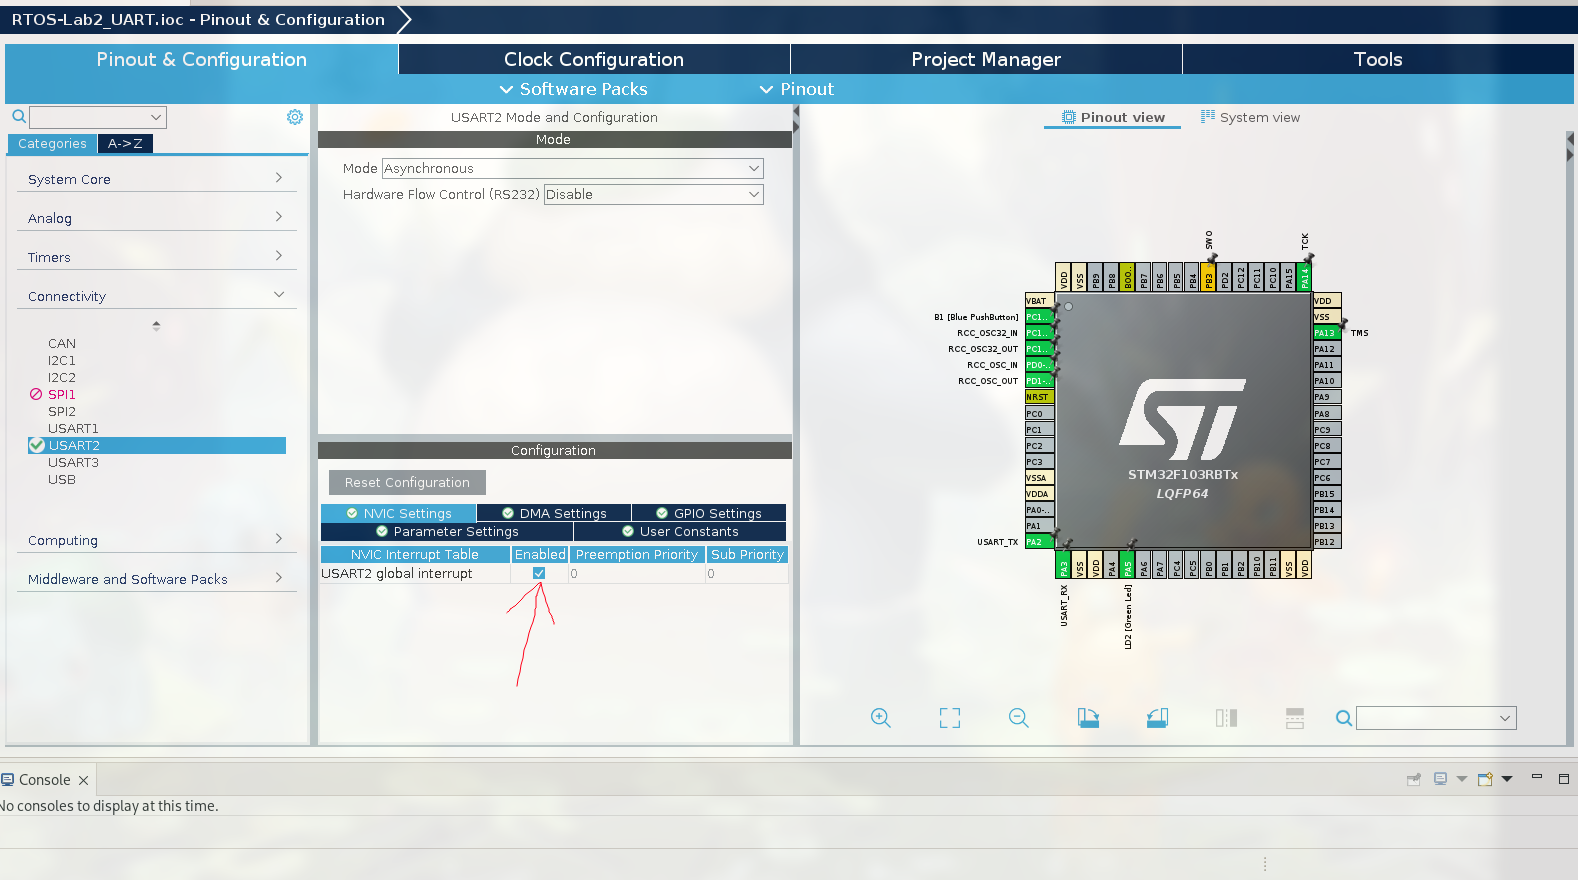 RTOS-Lab2_UART.ioc - Pinout & Configuration
Pinout & Configuration
Clock Configuration
Project Manager
Tools
Software Packs
Pinout
Categories
A->Z
System Core
Analog
Timers
Connectivity
CAN
I2C1
I2C2
SPI1
SPI2
USART1
USART2
USART3
USB
Computing
Middleware and Software Packs
USART2 Mode and Configuration
Mode
Mode Asynchronous
Hardware Flow Control (RS232) Disable
Configuration
Reset Configuration
NVIC Settings
DMA Settings
GPIO Settings
Parameter Settings
User Constants
NVIC Interrupt Table Enabled Preemption Priority Sub Priority
USART2 global interrupt 0 0
Pinout view
System view
SWO
TCK
VDD
VSS
PB9
PB8
BOO..
PB7
PB6
PB5
PB4
PB3
PD2
PC12
PC11
PC10
PA15
PA14
VBAT
B1 [Blue PushButton] PC1..
RCC_OSC32_IN PC1..
RCC_OSC32_OUT PC1..
RCC_OSC_IN PD0-..
RCC_OSC_OUT PD1-..
NRST
PC0
PC1
PC2
PC3
VSSA
VDDA
PA0-..
PA1
USART_TX PA2
STM32F103RBTx
LQFP64
VDD
VSS
PA13 TMS
PA12
PA11
PA10
PA9
PA8
PC9
PC8
PC7
PC6
PB15
PB14
PB13
PB12
PA3
VSS
VDD
PA4
PA5
PA6
PA7
PC4
PC5
PB0
PB1
PB2
PB10
PB11
VSS
VDD
USART_RX
LD2 [Green Led]
Console
No consoles to display at this time.